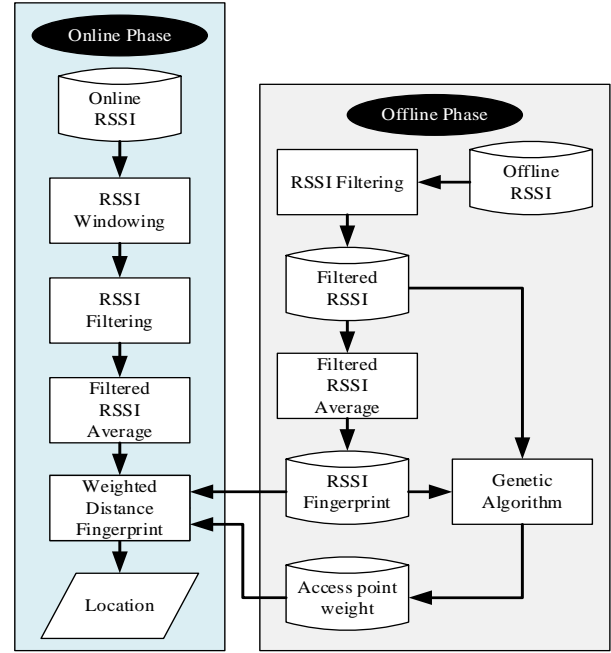 Online Phase
Online
RSSI
RSSI
Windowing
RSSI
Filtering
Filtered
RSSI
Average
Weighted
Distance
Fingerprint
Location
Offline Phase
RSSI Filtering
Offline
RSSI
Filtered
RSSI
Filtered
RSSI
Average
RSSI
Fingerprint
Genetic
Algorithm
Access point
weight